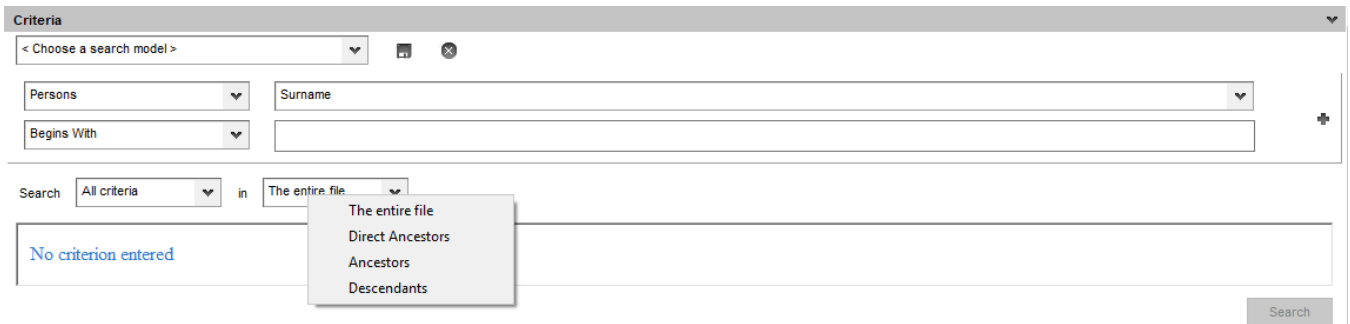 Criteria
< Choose a search model >
Persons Surname
Begins With
Search All criteria in The entire file
The entire file
Direct Ancestors
Ancestors
Descendants
No criterion entered
Search